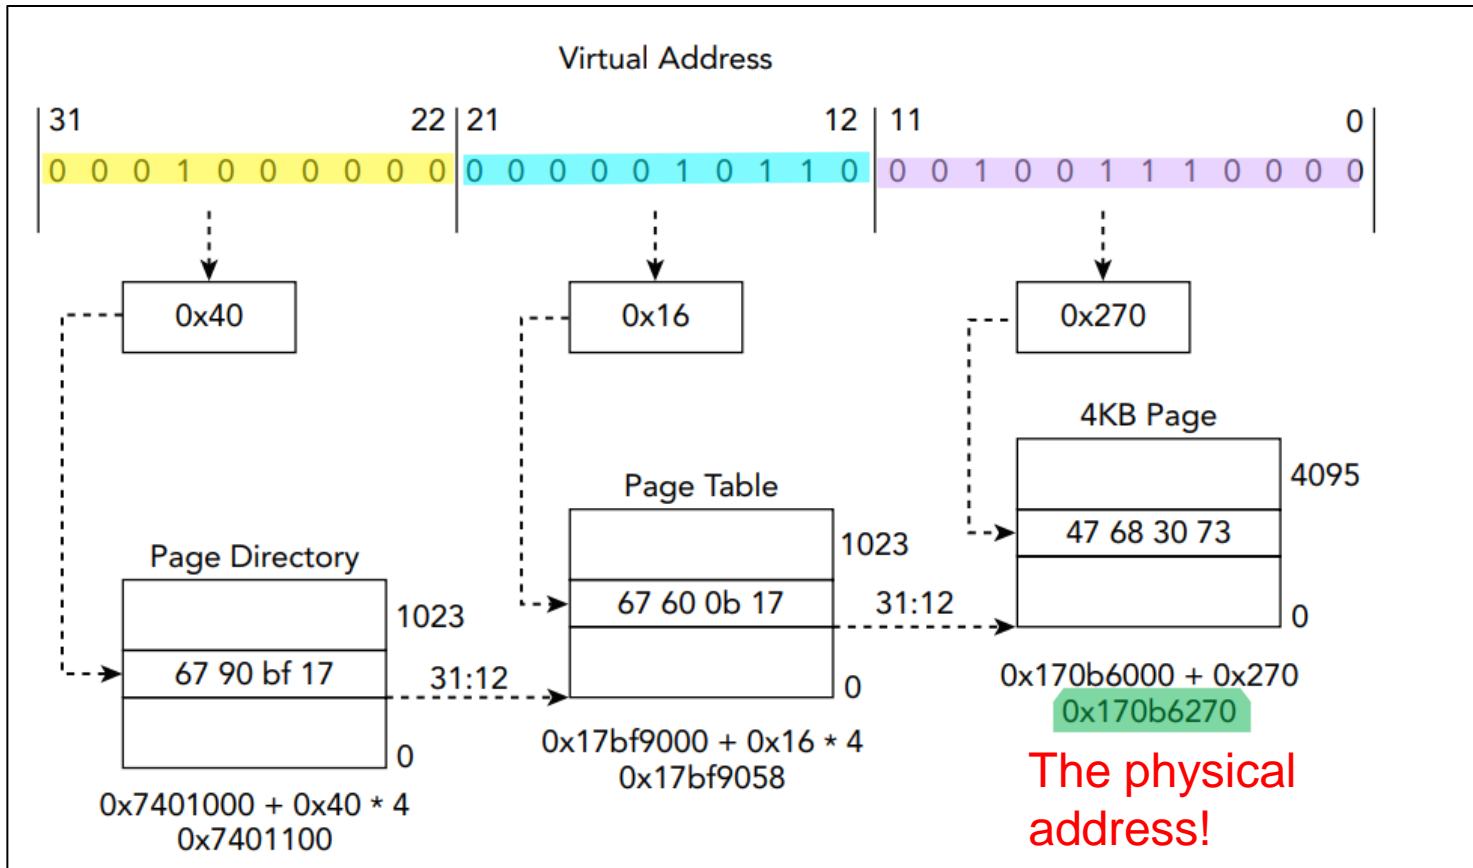 Virtual Address
31 22 21 12 11 0
0 0 0 1 0 0 0 0 0 0 0 0 0 0 0 1 0 1 1 0 0 0 1 0 0 1 1 1 0 0 0 0
0x40 0x16 0x270
4KB Page
4095
47 68 30 73
0
Page Table
1023
67 60 0b 17
31:12
0
Page Directory
1023
67 90 bf 17
31:12
0
0x7401000 + 0x40 * 4
0x7401100
0x17bf9000 + 0x16 * 4
0x17bf9058
0x170b6000 + 0x270
0x170b6270
The physical
address!